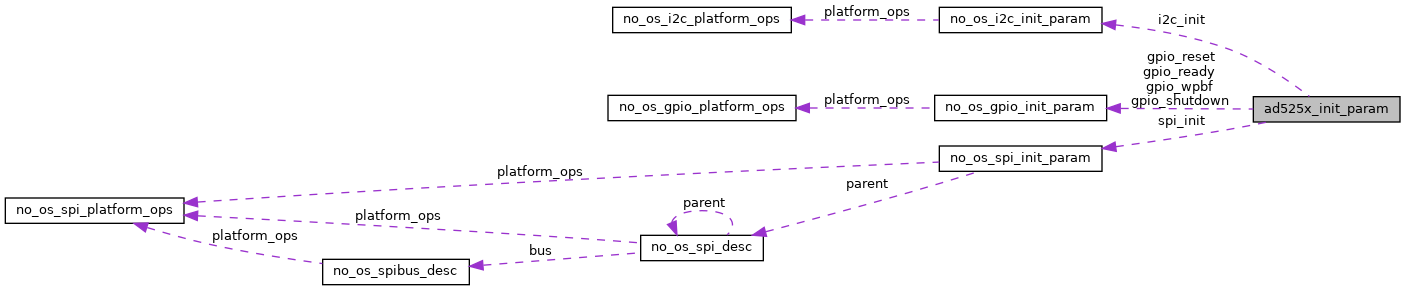 platform_ops
no_os_i2c_platform_ops
no_os_i2c_init_param
i2c_init
gpio_reset
gpio_ready
gpio_wpbf
gpio_shutdown
platform_ops
no_os_gpio_platform_ops
no_os_gpio_init_param
ad525x_init_param
spi_init
no_os_spi_init_param
platform_ops
parent
parent
no_os_spi_platform_ops
platform_ops
platform_ops
no_os_spi_desc
bus
no_os_spibus_desc